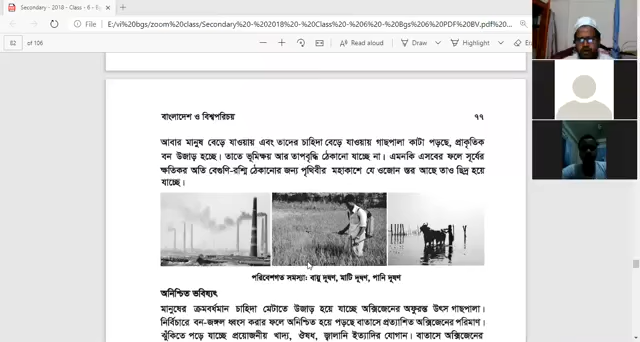 Secondary - 2018 - Class - 6 - B
File
E:/vi%20bgs/zoom%20class/Secondary%20-%202018%20-%20Class%20-%206%20-%20Bgs%206%20PDF%20BV.pdf%20...
82 of 106
Read aloud
Draw
Highlight
বাংলাদেশ ও বিশ্বপরিচয় ৭৭
আবার মানুষ বেড়ে যাওয়ায় এবং তাদের চাহিদা বেড়ে যাওয়ায় গাছপালা কাটা পড়ছে, প্রাকৃতিক
বন উজাড় হচ্ছে। তাতে ভূমিক্ষয় আর তাপবৃদ্ধি ঠেকানো যাচ্ছে না। এমনকি এসবের ফলে সূর্যের
ক্ষতিকর অতি বেগুনি-রশ্মি ঠেকানোর জন্য পৃথিবীর মহাকাশে যে ওজোন স্তর আছে তাও ছিদ্র হয়ে
যাচ্ছে।
পরিবেশগত সমস্যা: বায়ু দূষণ, মাটি দূষণ, পানি দূষণ
অনিশ্চিত ভবিষ্যৎ
মানুষের ক্রমবর্ধমান চাহিদা মেটাতে উজাড় হয়ে যাচ্ছে অক্সিজেনের অফুরন্ত উৎস গাছপালা।
নির্বিচারে বন-জঙ্গল ধ্বংস করার ফলে অনিশ্চিত হয়ে পড়ছে বাতাসে প্রত্যাশিত অক্সিজেনের পরিমাণ।
ঝুঁকিতে পড়ে যাচ্ছে প্রয়োজনীয় খাদ্য, ঔষধ, জ্বালানি ইত্যাদির যোগান। বাতাসে অক্সিজেনের